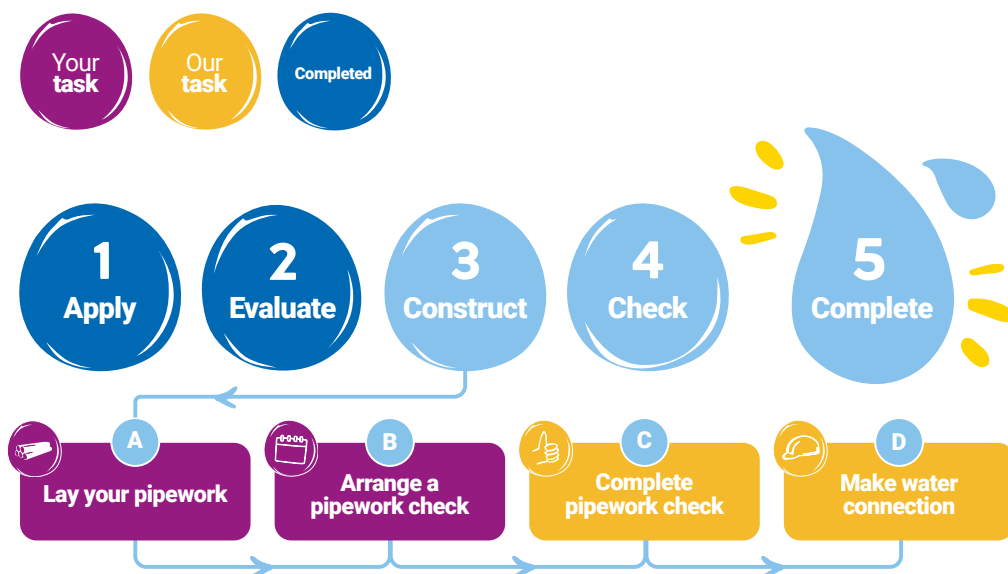 Your
task
Our
task
Completed
1
Apply
2
Evaluate
3
Construct
4
Check
5
Complete
A
Lay your pipework
B
Arrange a
pipework check
C
Complete
pipework check
D
Make water
connection